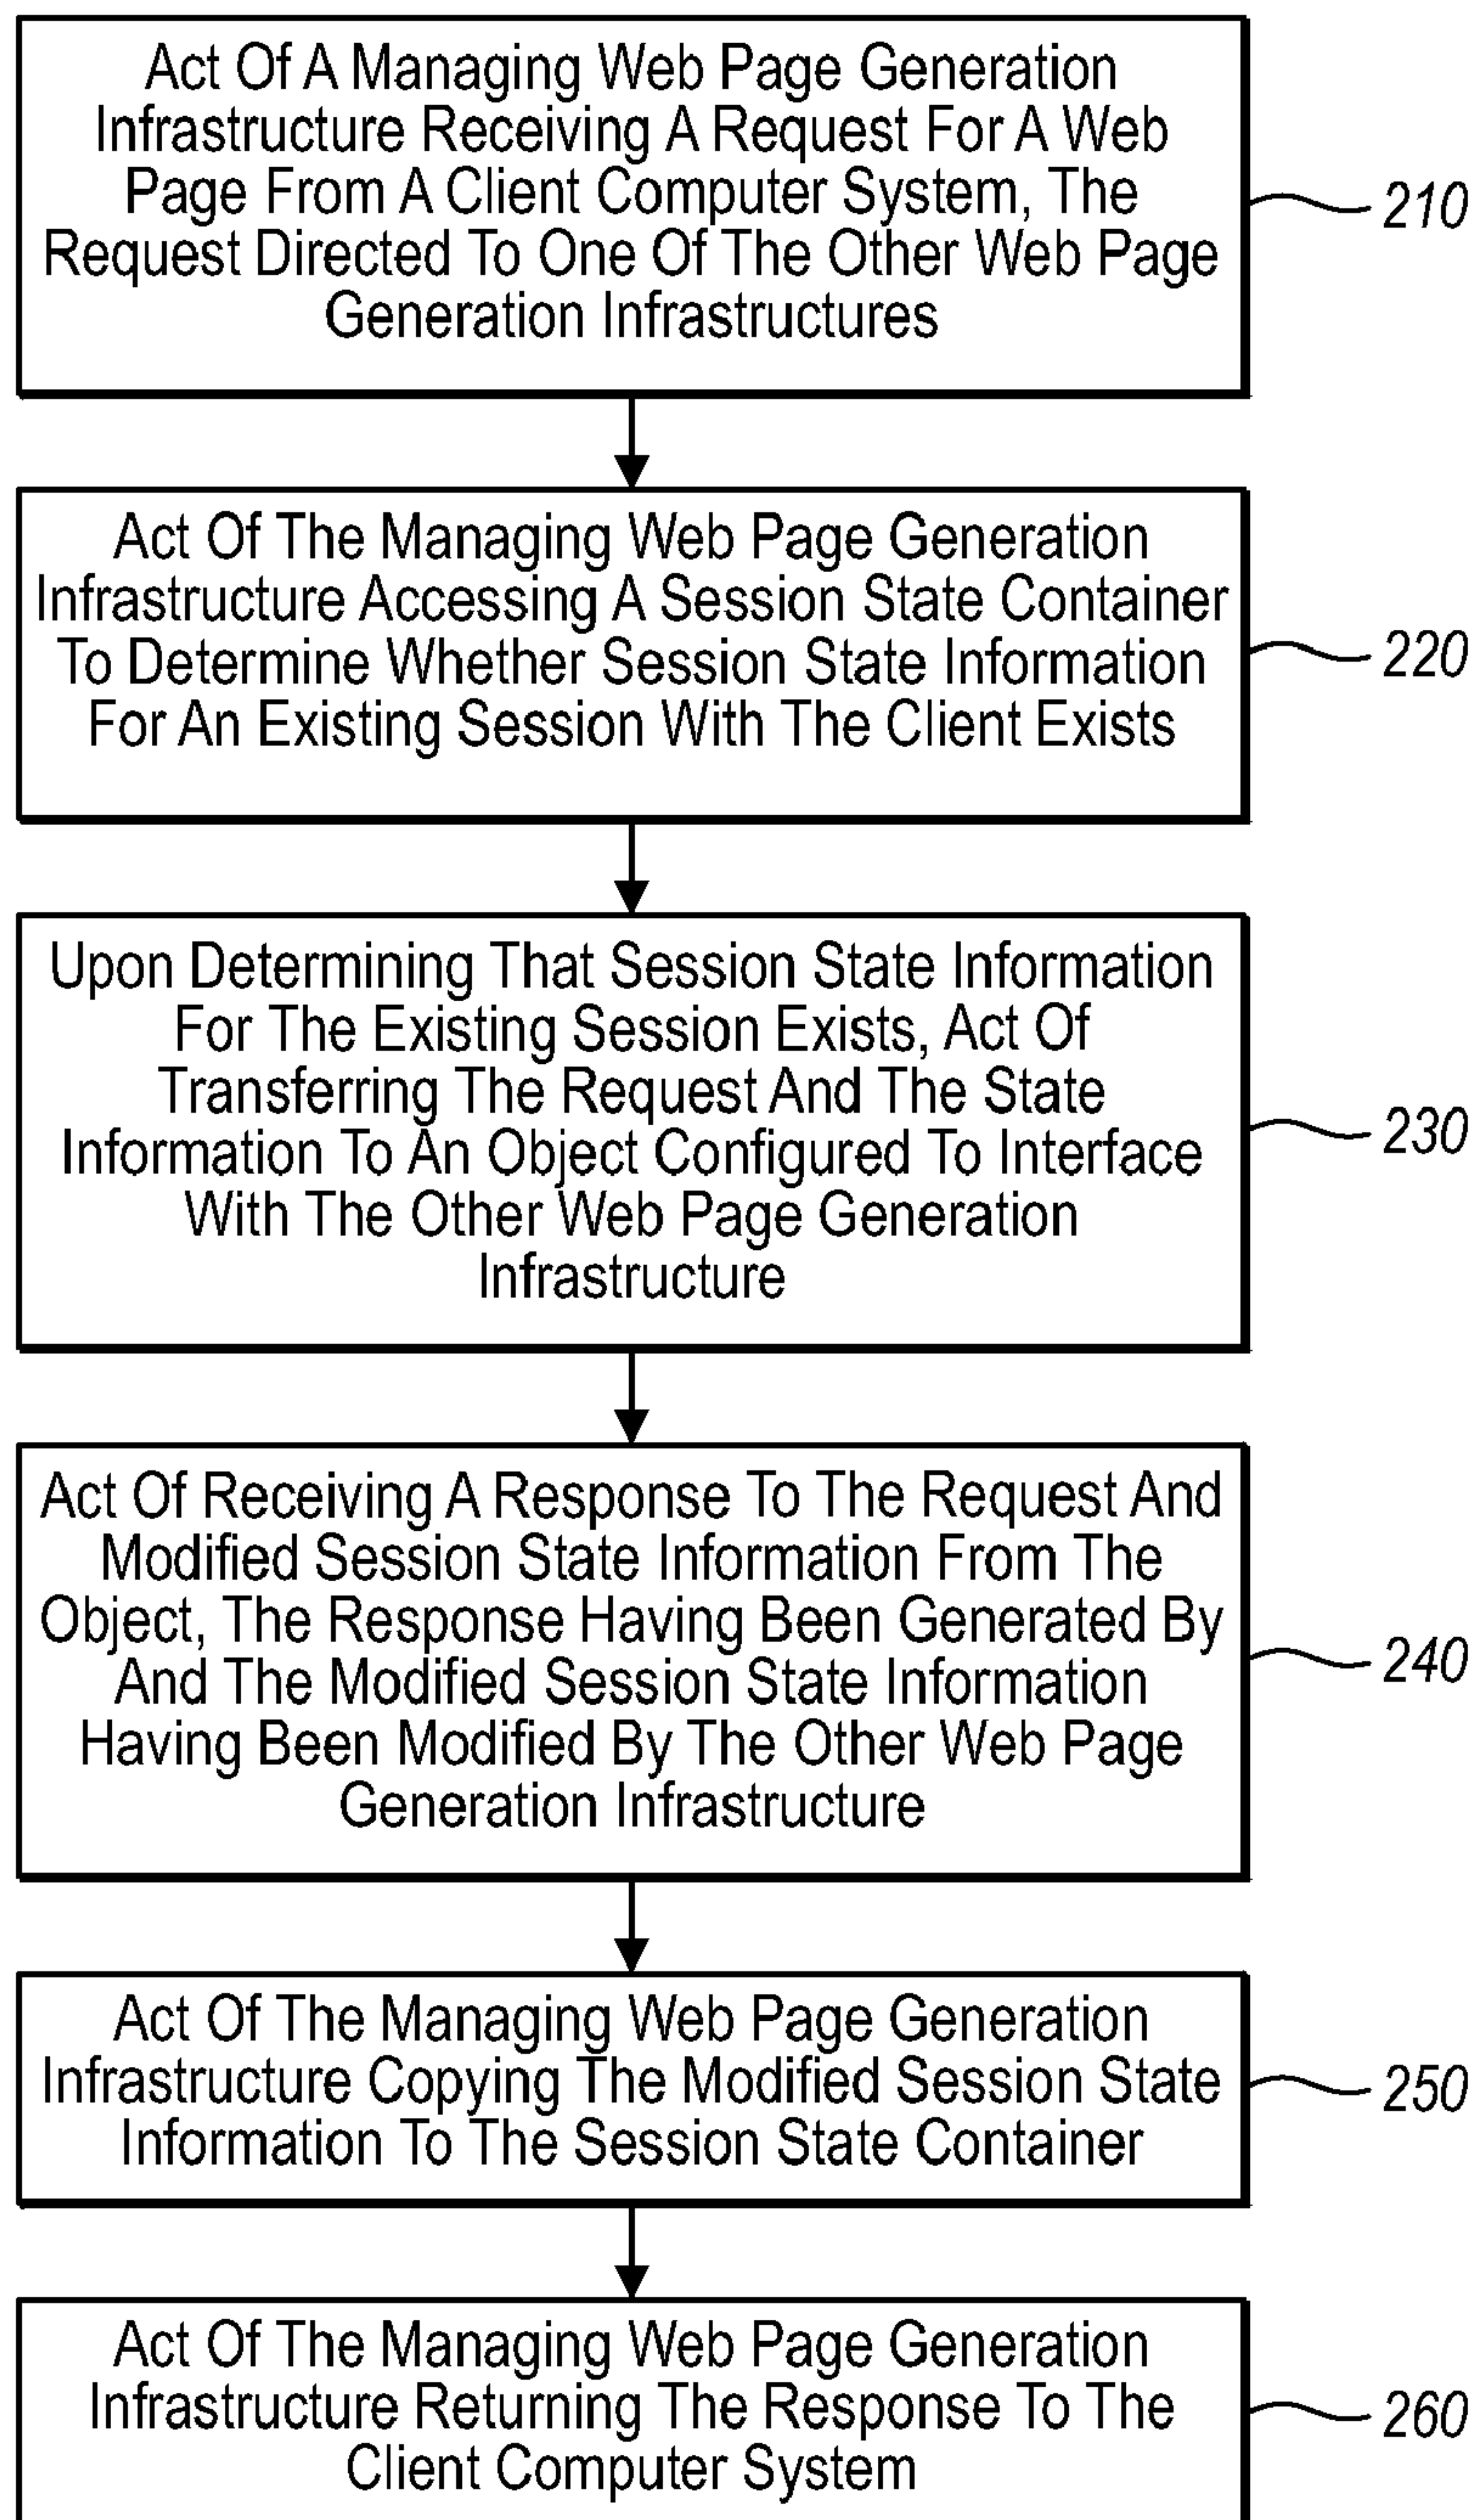 Act Of A Managing Web Page Generation
Infrastructure Receiving A Request For A Web
Page From A Client Computer System, The
Request Directed To One Of The Other Web Page
Generation Infrastructures
210
Act Of The Managing Web Page Generation
Infrastructure Accessing A Session State Container
To Determine Whether Session State Information
For An Existing Session With The Client Exists
220
Upon Determining That Session State Information
For The Existing Session Exists, Act Of
Transferring The Request And The State
Information To An Object Configured To Interface
With The Other Web Page Generation
Infrastructure
230
Act Of Receiving A Response To The Request And
Modified Session State Information From The
Object, The Response Having Been Generated By
And The Modified Session State Information
Having Been Modified By The Other Web Page
Generation Infrastructure
240
Act Of The Managing Web Page Generation
Infrastructure Copying The Modified Session State
Information To The Session State Container
250
Act Of The Managing Web Page Generation
Infrastructure Returning The Response To The
Client Computer System
260